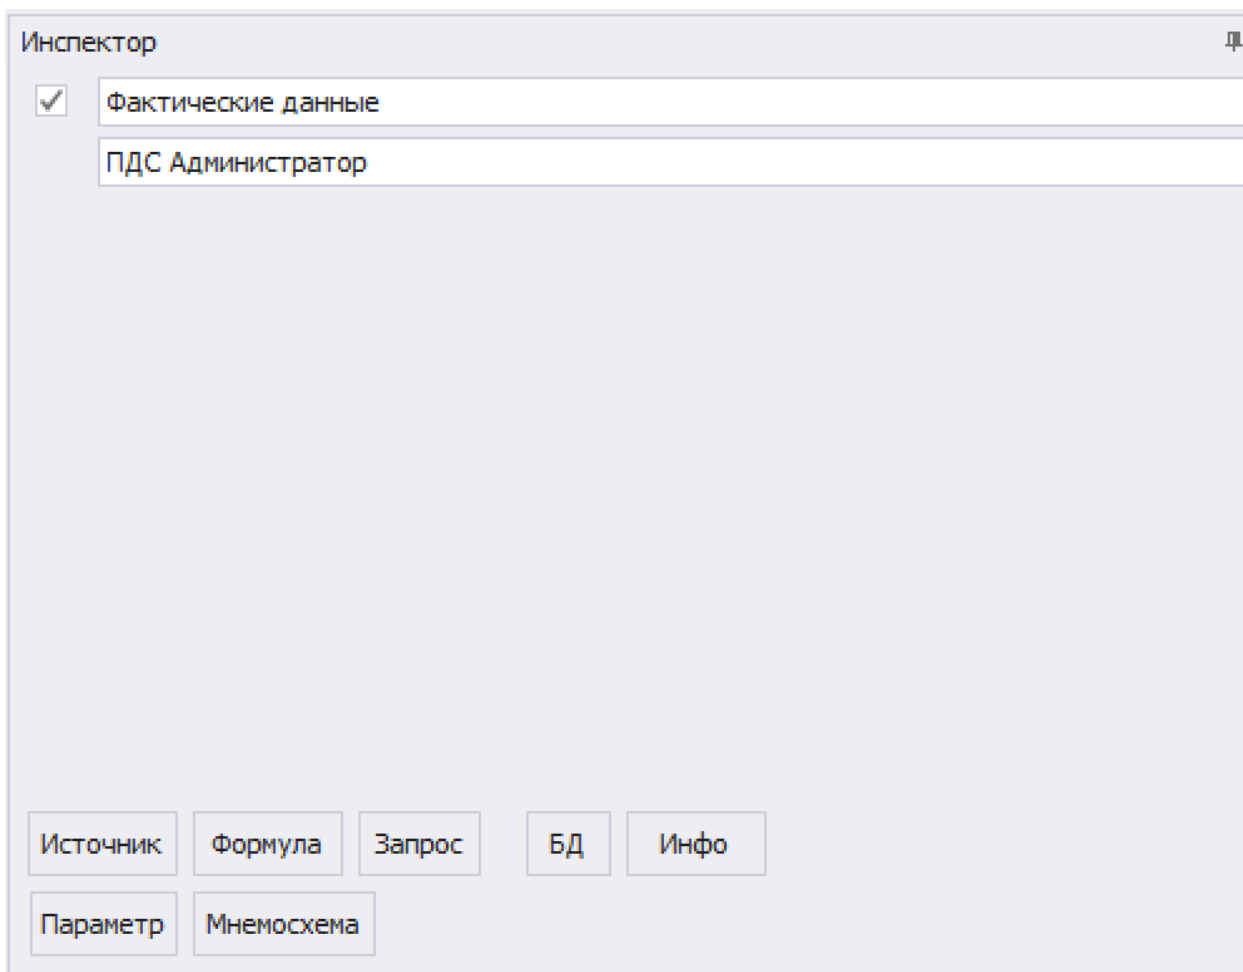 Инспектор
Фактические данные
ПДС Администратор
Источник Формула Запрос БД Инфо
Параметр Мнемосхема